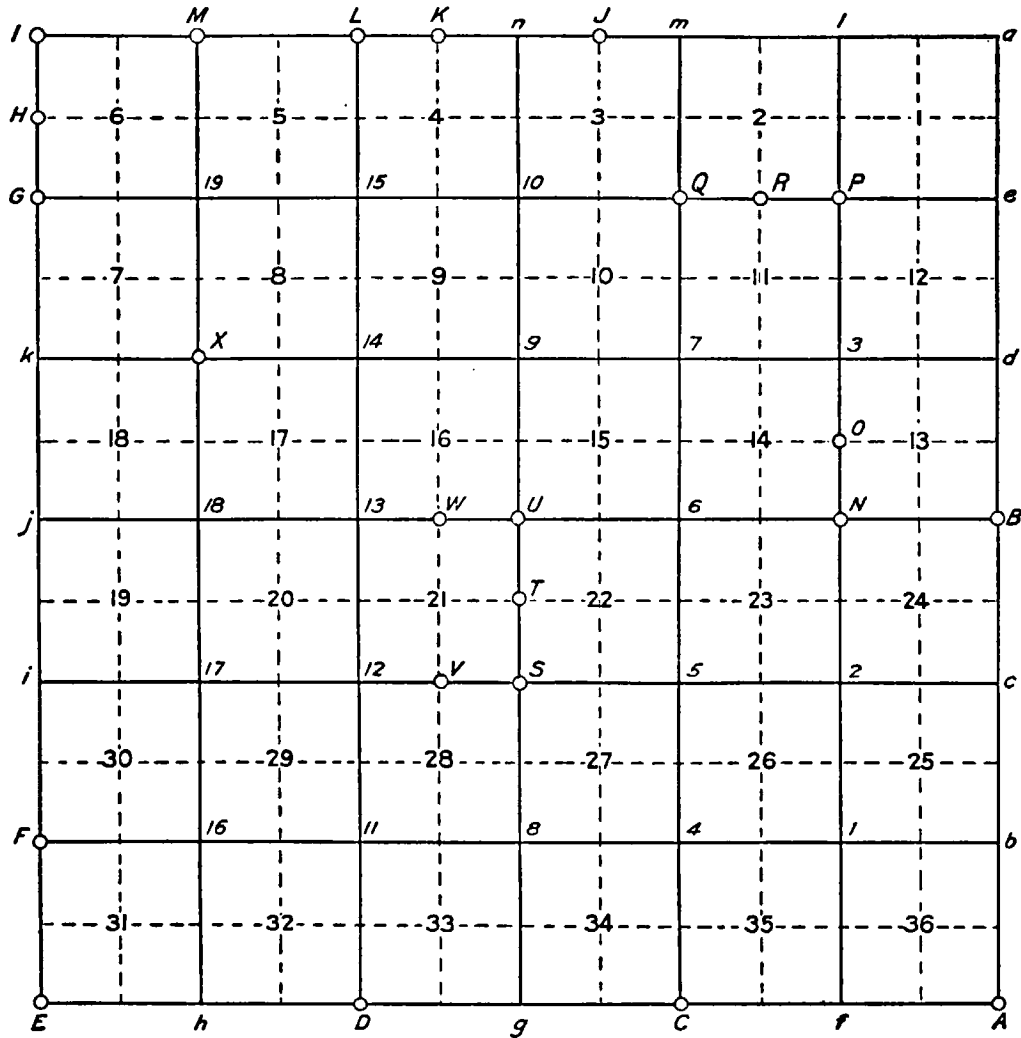 I M L K n J m l a
H 6 5 4 3 2 1
G 19 15 10 Q R P e
7 8 9 10 11 12
k X 14 9 7 3 d
18 17 16 15 14 O 13
j 18 13 W U 6 N B
19 20 21 T 22 23 24
i 17 12 V S 5 2 c
30 29 28 27 26 25
F 16 11 8 4 1 b
31 32 33 34 35 36
E h D g C f A